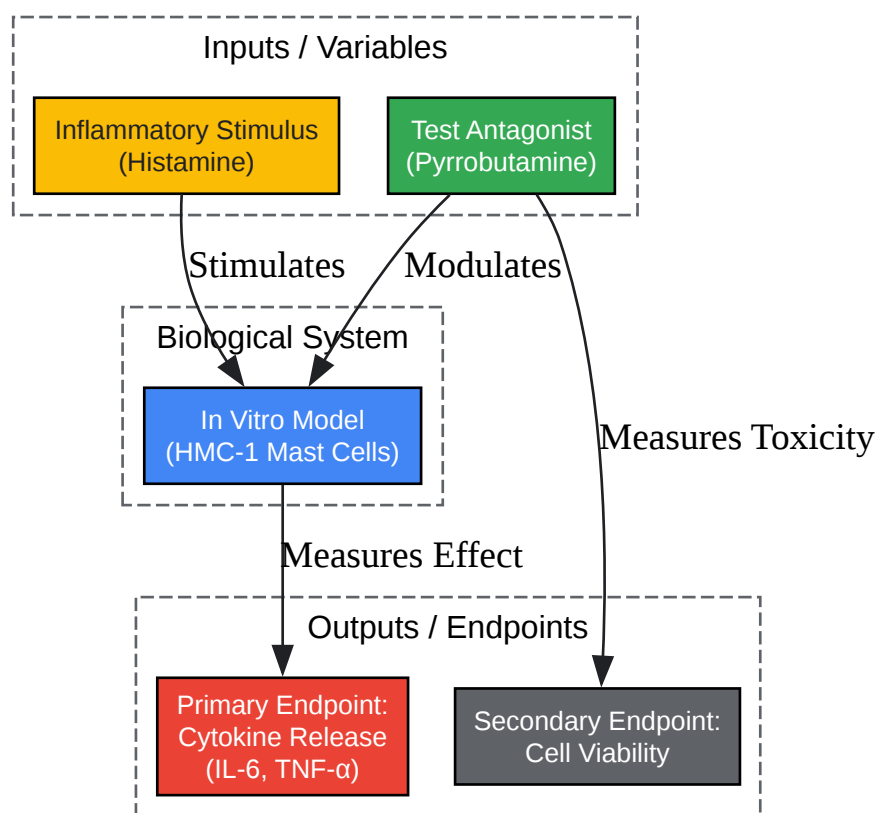 Inputs / Variables
Inflammatory Stimulus
(Histamine)
Test Antagonist
(Pyrrobutamine)
Stimulates
Modulates
Biological System
In Vitro Model
(HMC-1 Mast Cells)
Measures Toxicity
Measures Effect
Outputs / Endpoints
Primary Endpoint:
Cytokine Release
(IL-6, TNF-α)
Secondary Endpoint:
Cell Viability